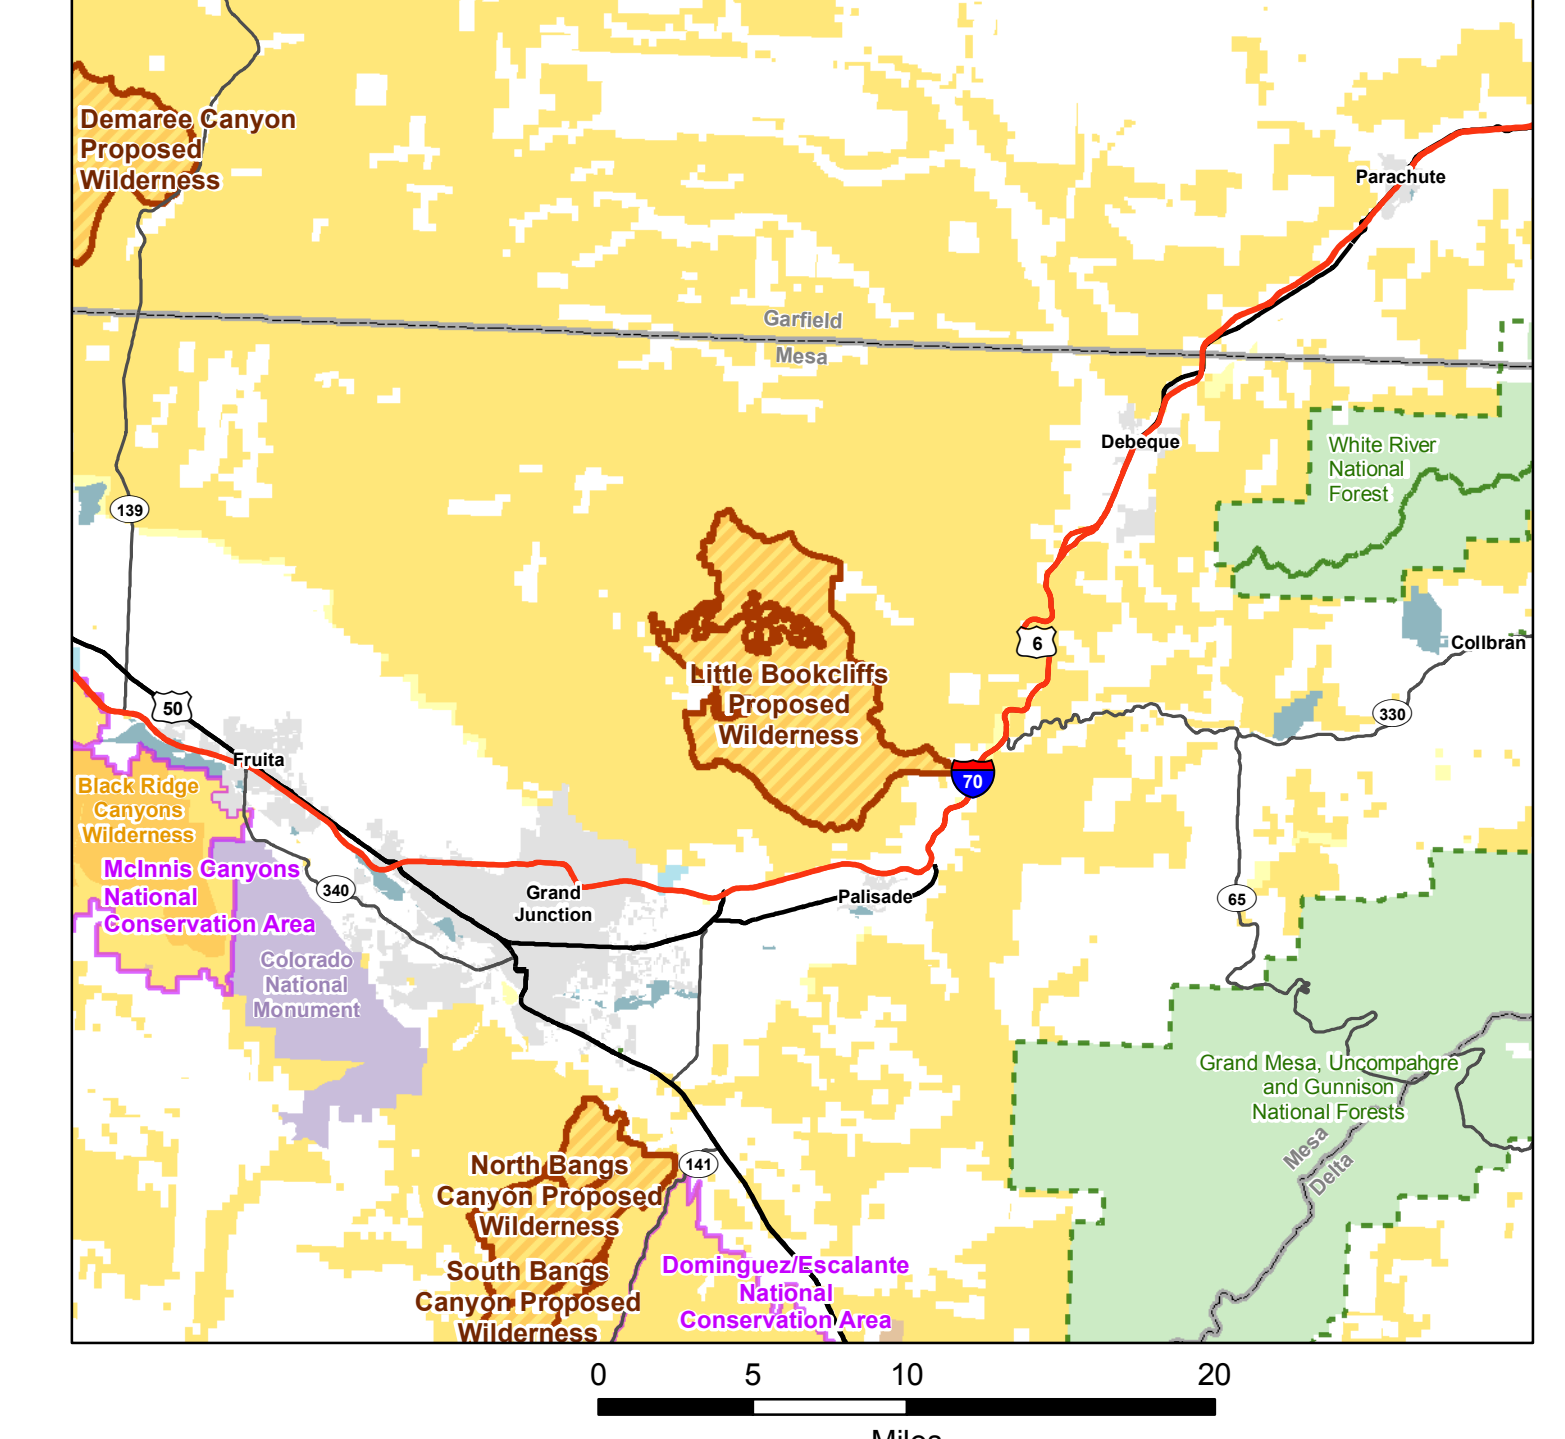 Demaree Canyon
Proposed
Wilderness
Parachute
Garfield
Mesa
Debeque
White River
National
Forest
139
6
Collbran
Little Bookcliffs
Proposed
Wilderness
50
330
Fruita
70
Black Ridge
Canyons
Wilderness
McInnis Canyons
National
Conservation Area
340
Grand
Junction
Palisade
65
Colorado
National
Monument
Grand Mesa, Uncompahgre
and Gunnison
National Forests
Mesa
Delta
North Bangs
Canyon Proposed
Wilderness
141
South Bangs
Canyon Proposed
Wilderness
Dominguez/Escalante
National
Conservation Area
0 5 10 20
Miles